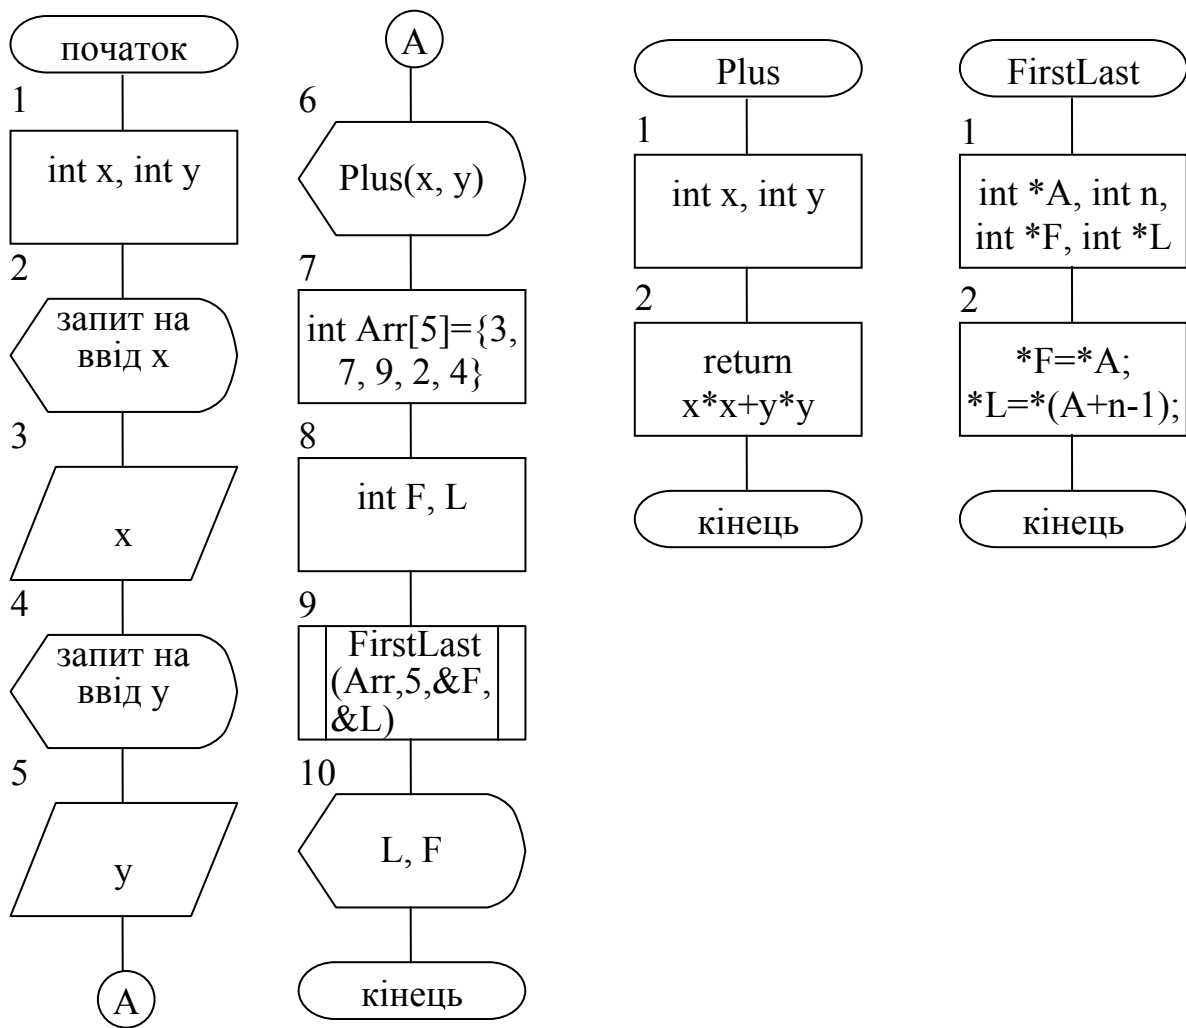 початок
1
int x, int y
2
запит на
ввід x
3
x
4
запит на
ввід y
5
y
A
A
6
Plus(x, y)
7
int Arr[5]={3,
7, 9, 2, 4}
8
int F, L
9
FirstLast
(Arr,5,&F,
&L)
10
L, F
кінець
Plus
1
int x, int y
2
return
x*x+y*y
кінець
FirstLast
1
int *A, int n,
int *F, int *L
2
*F=*A;
*L=*(A+n-1);
кінець